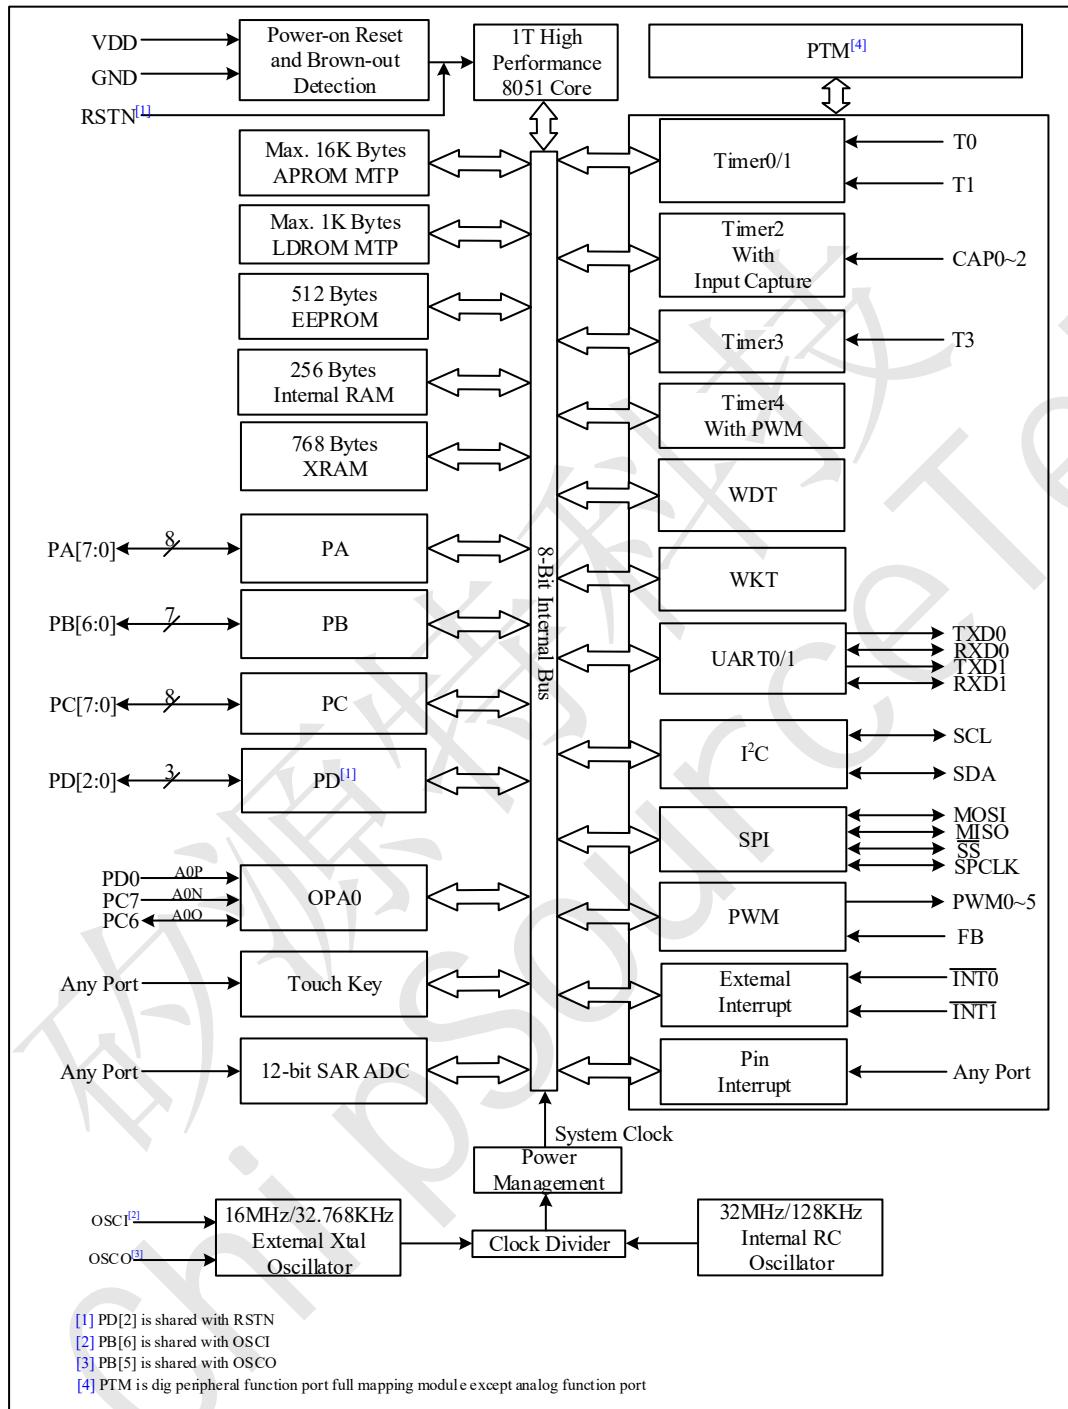 VDD
GND
RSTN[1]
Power-on Reset
and Brown-out
Detection
1T High
Performance
8051 Core
PTM[4]
Max. 16K Bytes
APROM MTP
Max. 1K Bytes
LDROM MTP
512 Bytes
EEPROM
256 Bytes
Internal RAM
768 Bytes
XRAM
PA[7:0]
8
PA
PB[6:0]
7
PB
PC[7:0]
8
PC
PD[2:0]
3
PD[1]
PD0
A0P
PC7
A0N
PC6
A0O
OPA0
Any Port
Touch Key
Any Port
12-bit SAR ADC
8-Bit Internal Bus
Timer0/1
T0
T1
Timer2
With
Input Capture
CAP0~2
Timer3
T3
Timer4
With PWM
WDT
WKT
UART0/1
TXD0
RXD0
TXD1
RXD1
I2C
SCL
SDA
SPI
MOSI
MISO
SS
SPCLK
PWM
PWM0~5
FB
External
Interrupt
INT0
INT1
Pin
Interrupt
Any Port
System Clock
Power
Management
OSCI[2]
OSCO[3]
16MHz/32.768KHz
External Xtal
Oscillator
Clock Divider
32MHz/128KHz
Internal RC
Oscillator
[1] PD[2] is shared with RSTN
[2] PB[6] is shared with OSCI
[3] PB[5] is shared with OSCO
[4] PTM is dig peripheral function port full mapping module except analog function port
矽源特科技
ChipSourceTe